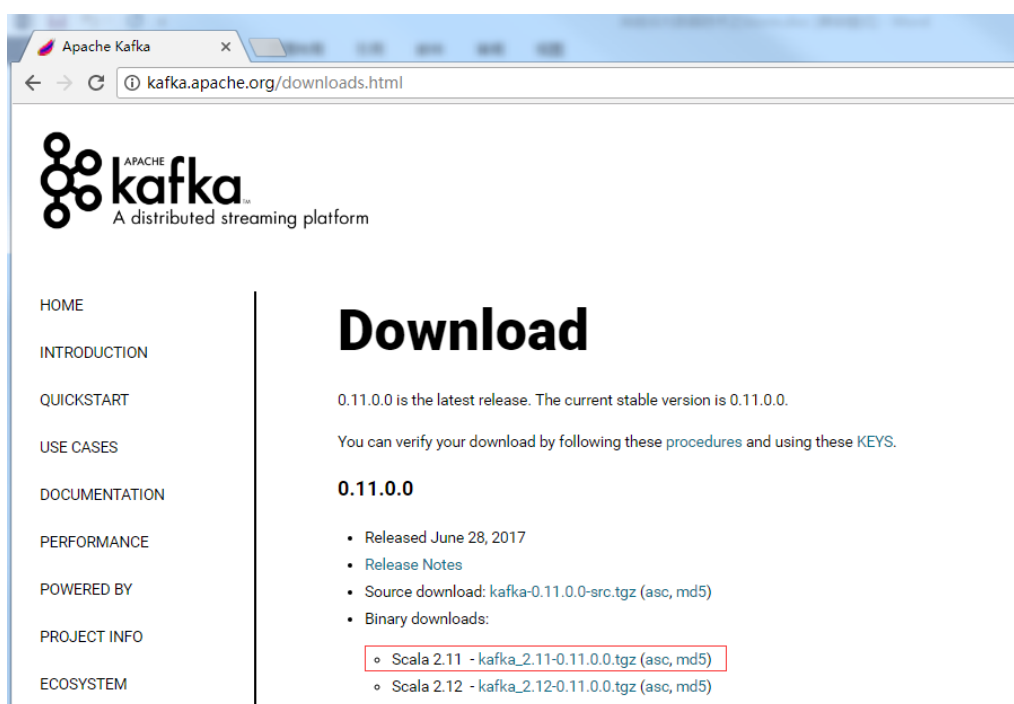 Apache Kafka
kafka.apache.org/downloads.html
APACHE
kafka™
A distributed streaming platform
HOME
INTRODUCTION
QUICKSTART
USE CASES
DOCUMENTATION
PERFORMANCE
POWERED BY
PROJECT INFO
ECOSYSTEM
Download
0.11.0.0 is the latest release. The current stable version is 0.11.0.0.
You can verify your download by following these procedures and using these KEYS.
0.11.0.0
• Released June 28, 2017
• Release Notes
• Source download: kafka-0.11.0.0-src.tgz (asc, md5)
• Binary downloads:
◦ Scala 2.11 - kafka_2.11-0.11.0.0.tgz (asc, md5)
◦ Scala 2.12 - kafka_2.12-0.11.0.0.tgz (asc, md5)